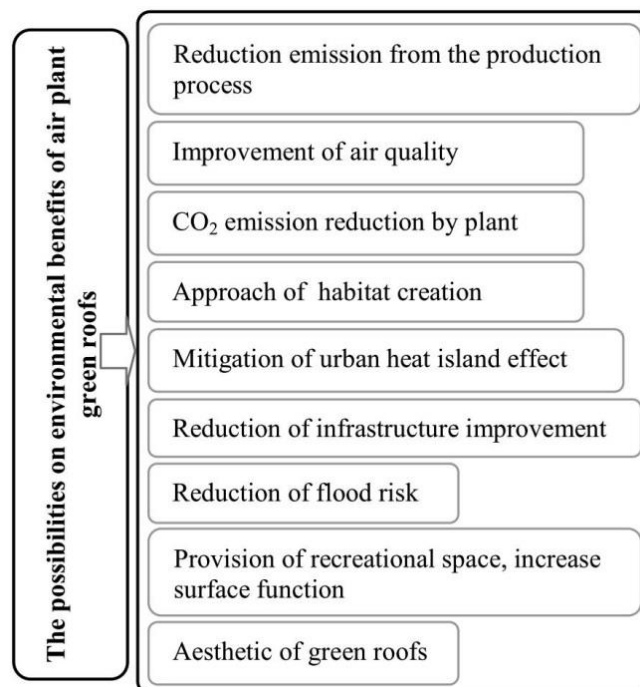 The possibilities on environmental benefits of air plant
green roofs
Reduction emission from the production
process
Improvement of air quality
CO₂ emission reduction by plant
Approach of habitat creation
Mitigation of urban heat island effect
Reduction of infrastructure improvement
Reduction of flood risk
Provision of recreational space, increase
surface function
Aesthetic of green roofs